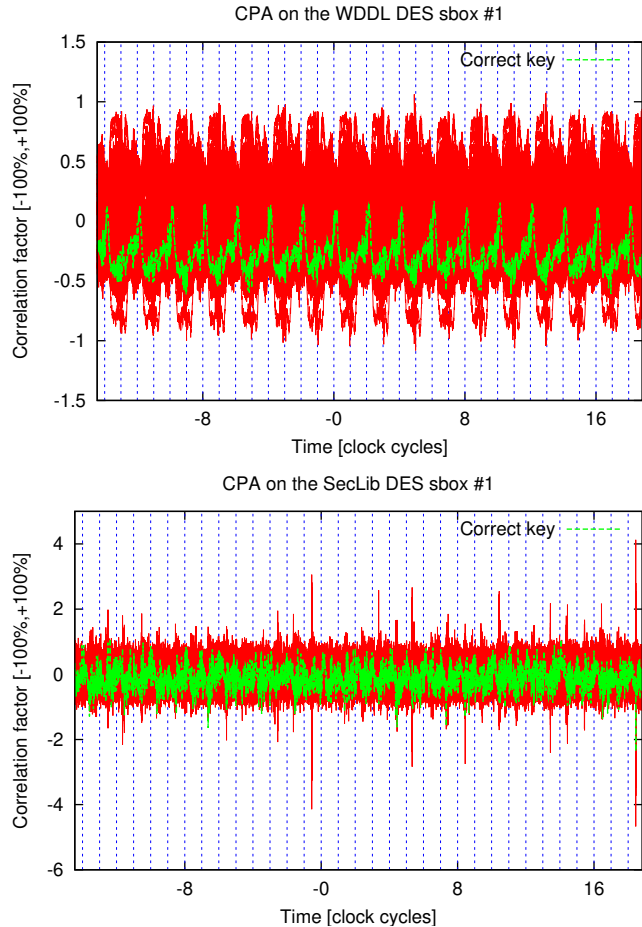 CPA on the WDDL DES sbox #1
Correct key
Correlation factor [-100%,+100%]
1.5
1
0.5
0
-0.5
-1
-1.5
-8
-0
8
16
Time [clock cycles]
CPA on the SecLib DES sbox #1
Correct key
Correlation factor [-100%,+100%]
4
2
0
-2
-4
-6
-8
-0
8
16
Time [clock cycles]